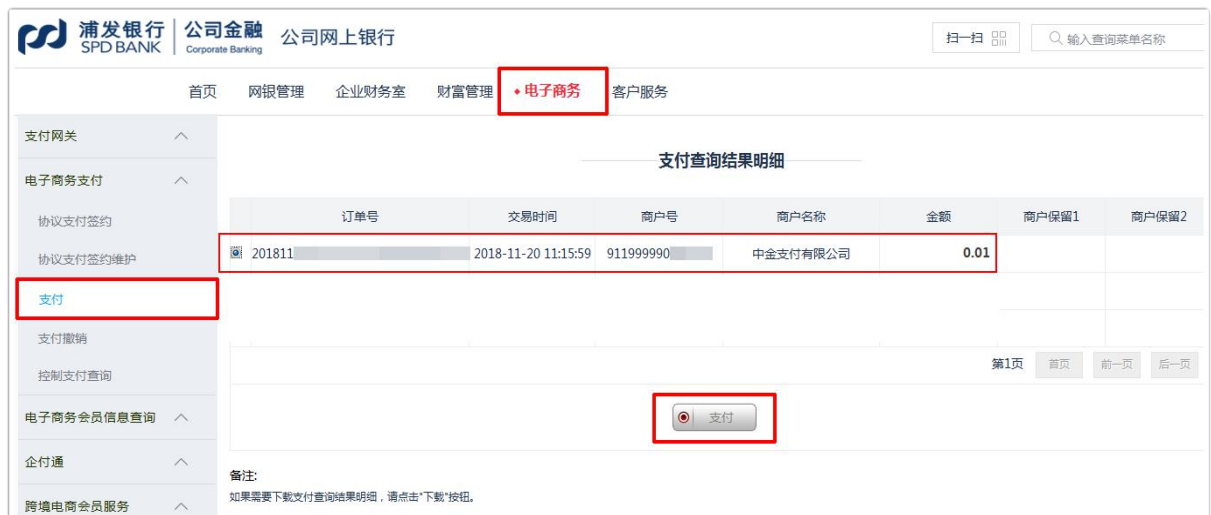 浦发银行 公司金融 公司网上银行 扫一扫 输入查询菜单名称
SPD BANK Corporate Banking
首页 网银管理 企业财务室 财富管理 电子商务 客户服务
支付网关
电子商务支付
协议支付签约
协议支付签约维护
支付
支付撤销
控制支付查询
电子商务会员信息查询
企付通
跨境电商会员服务
支付查询结果明细
订单号 交易时间 商户号 商户名称 金额 商户保留1 商户保留2
201811 2018-11-20 11:15:59 911999990 中金支付有限公司 0.01
第1页 首页 前一页 后一页
支付
备注:
如果需要下载支付查询结果明细，请点击"下载"按钮。